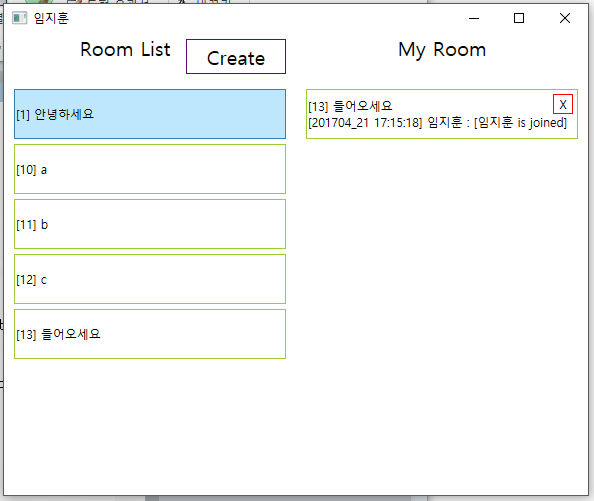 임지훈
Room List
Create
My Room
[1] 안녕하세요
[10] a
[11] b
[12] c
[13] 들어오세요
[13] 들어오세요
X
[201704_21 17:15:18] 임지훈 : [임지훈 is joined]